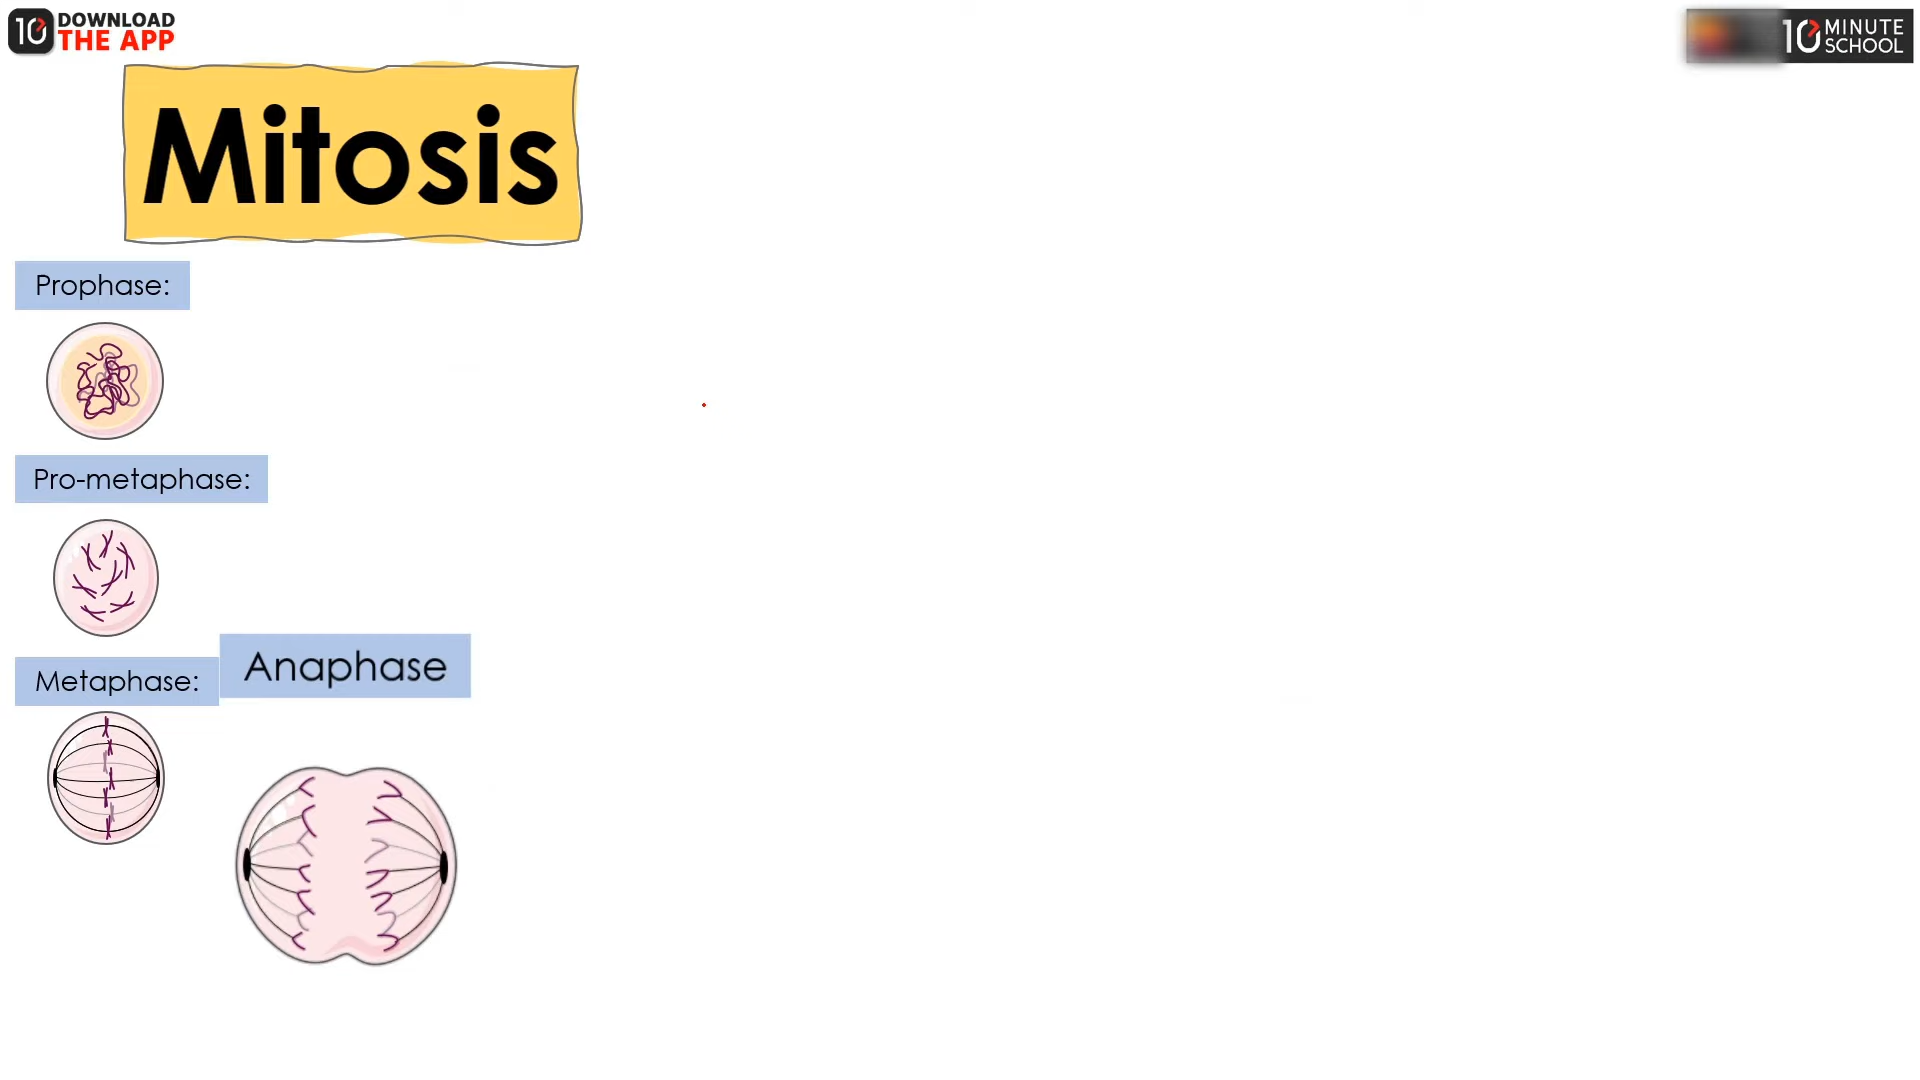 10 DOWNLOAD
THE APP
10 MINUTE
SCHOOL
Mitosis
Prophase:
Pro-metaphase:
Metaphase:
Anaphase